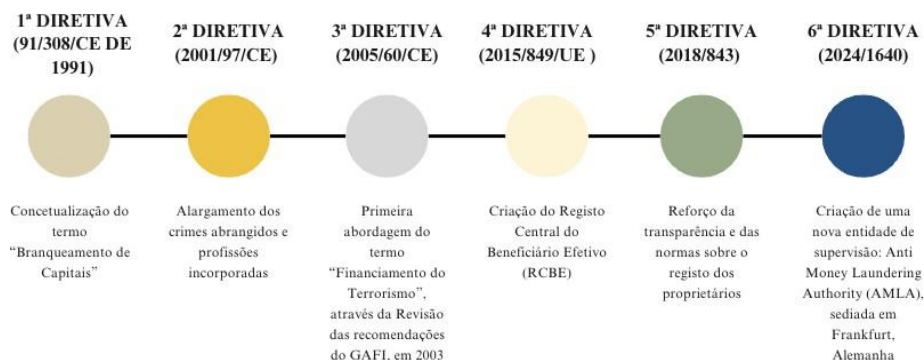 1ª DIRETIVA
(91/308/CE DE
1991)
2ª DIRETIVA
(2001/97/CE)
3ª DIRETIVA
(2005/60/CE)
4ª DIRETIVA
(2015/849/UE )
5ª DIRETIVA
(2018/843)
6ª DIRETIVA
(2024/1640)
Concetualização do
termo
“Branqueamento de
Capitais”
Alargamento dos
crimes abrangidos e
profissões
incorporadas
Primeira
abordagem do
termo
“Financiamento do
Terrorismo”,
através da Revisão
das recomendações
do GAFI, em 2003
Criação do Registo
Central do
Beneficiário Efetivo
(RCBE)
Reforço da
transparência e das
normas sobre o
registo dos
proprietários
Criação de uma
nova entidade de
supervisão: Anti
Money Laundering
Authority (AMLA),
sediada em
Frankfurt,
Alemanha